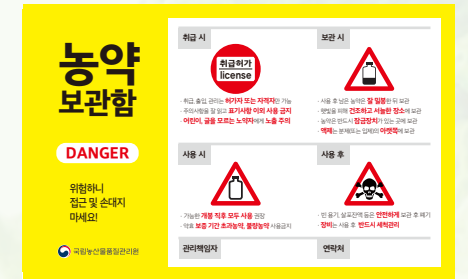 농약
보관함
DANGER
위험하니
접근 및 손대지
마세요!
국립농산물품질관리원
취급 시
취급허가
license
· 취급, 출입, 관리는 허가자 또는 자격자만 가능
· 주의사항을 잘 읽고 표기사항 이외 사용 금지
· 어린이, 글을 모르는 노약자에게 노출 주의
보관 시
· 사용 후 남은 농약은 잘 밀봉한 뒤 보관
· 햇빛을 피해 건조하고 서늘한 장소에 보관
· 농약은 반드시 잠금장치가 있는 곳에 보관
· 액제는 분제(또는 입제)의 아랫쪽에 보관
사용 시
· 가능한 개봉 직후 모두 사용 권장
· 약효 보증 기간 초과농약, 불량농약 사용금지
사용 후
· 빈 용기, 살포잔액 등은 안전하게 보관 후 폐기
· 장비는 사용 후 반드시 세척관리
관리책임자
연락처